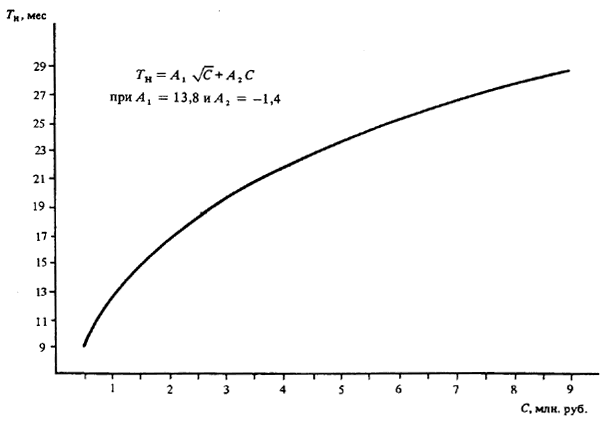 Tн, мес
29
27
25
23
21
19
17
15
13
11
9
Tн = A₁ √C + A₂C
при A₁ = 13,8 и A₂ = −1,4
1 2 3 4 5 6 7 8 9
C, млн. руб.